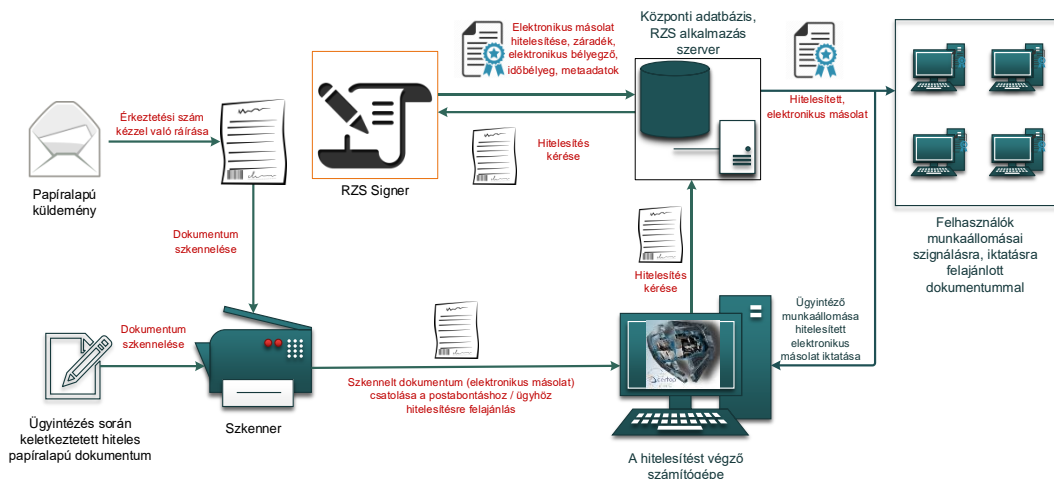 Elektronikus másolat
hitelesítése, záradék,
elektronikus bélyegző,
időbélyeg, metaadatok
Központi adatbázis,
RZS alkalmazás
szerver
Érkeztetési szám
kézzel való ráírása
Hitelesítés
kérése
Hitelesített,
elektronikus másolat
Papíralapú
küldemény
RZS Signer
Felhasználók
munkaállomásai
szignálásra, iktatásra
felajánlott
dokumentummal
Dokumentum
szkennelése
Hitelesítés
kérése
Ügyintéző
munkaállomása
hitelesített
elektronikus
másolat iktatása
Dokumentum
szkennelése
Szkennelt dokumentum (elektronikus másolat)
csatolása a postabontáshoz / ügyhöz
hitelesítésre felajánlás
Ügyintézés során
keletkeztetett hiteles
papíralapú dokumentum
Szkenner
A hitelesítést végző
számítógépe